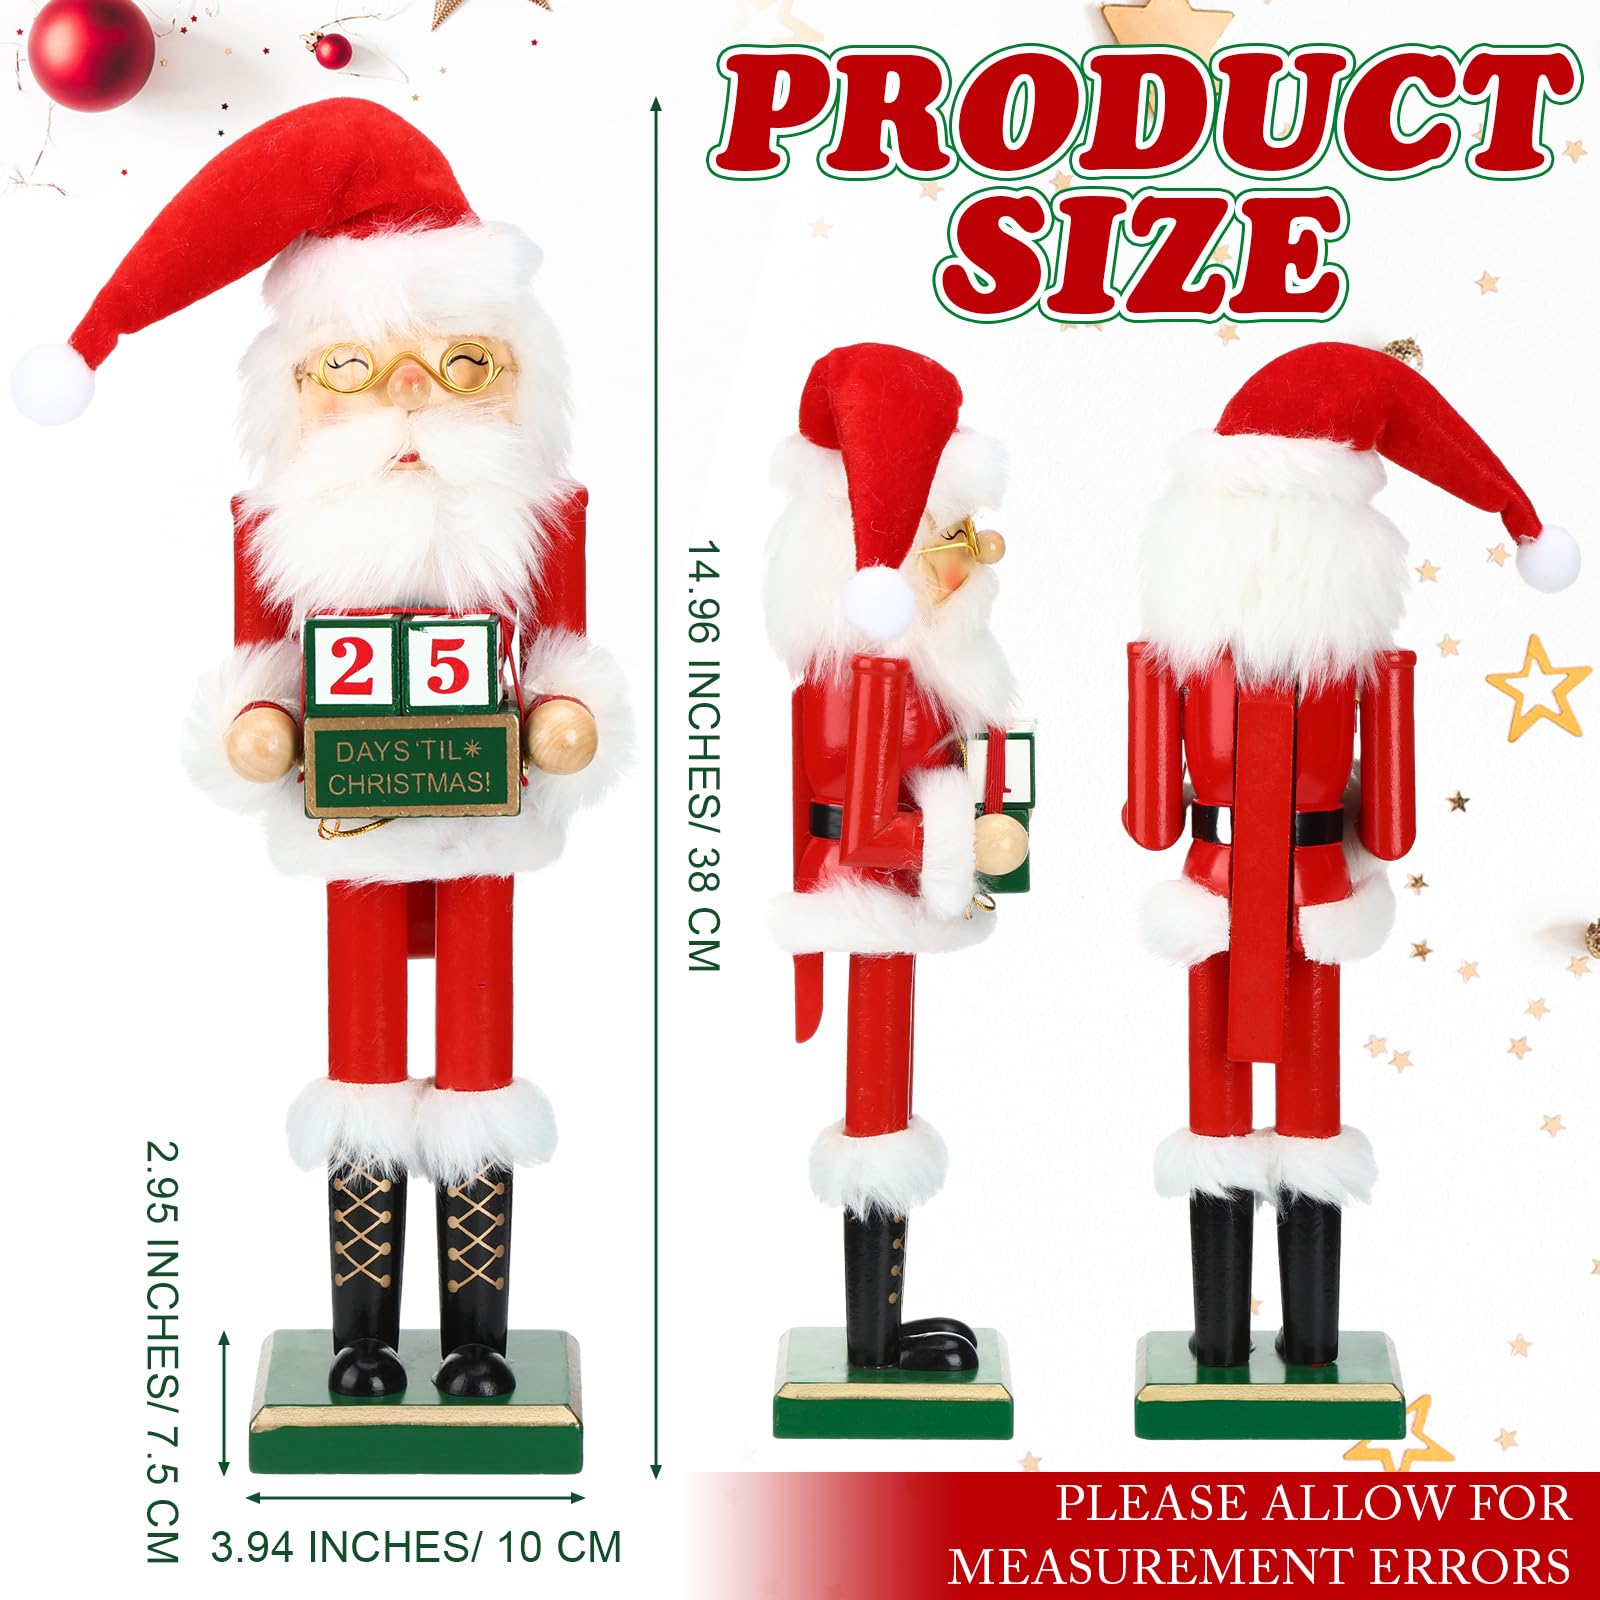 PRODUCT
SIZE
14.96 INCHES/ 38 CM
2 5
DAYS 'TIL*
CHRISTMAS!
1
2.95 INCHES/ 7.5 CM
3.94 INCHES/ 10 CM
PLEASE ALLOW FOR
MEASUREMENT ERRORS